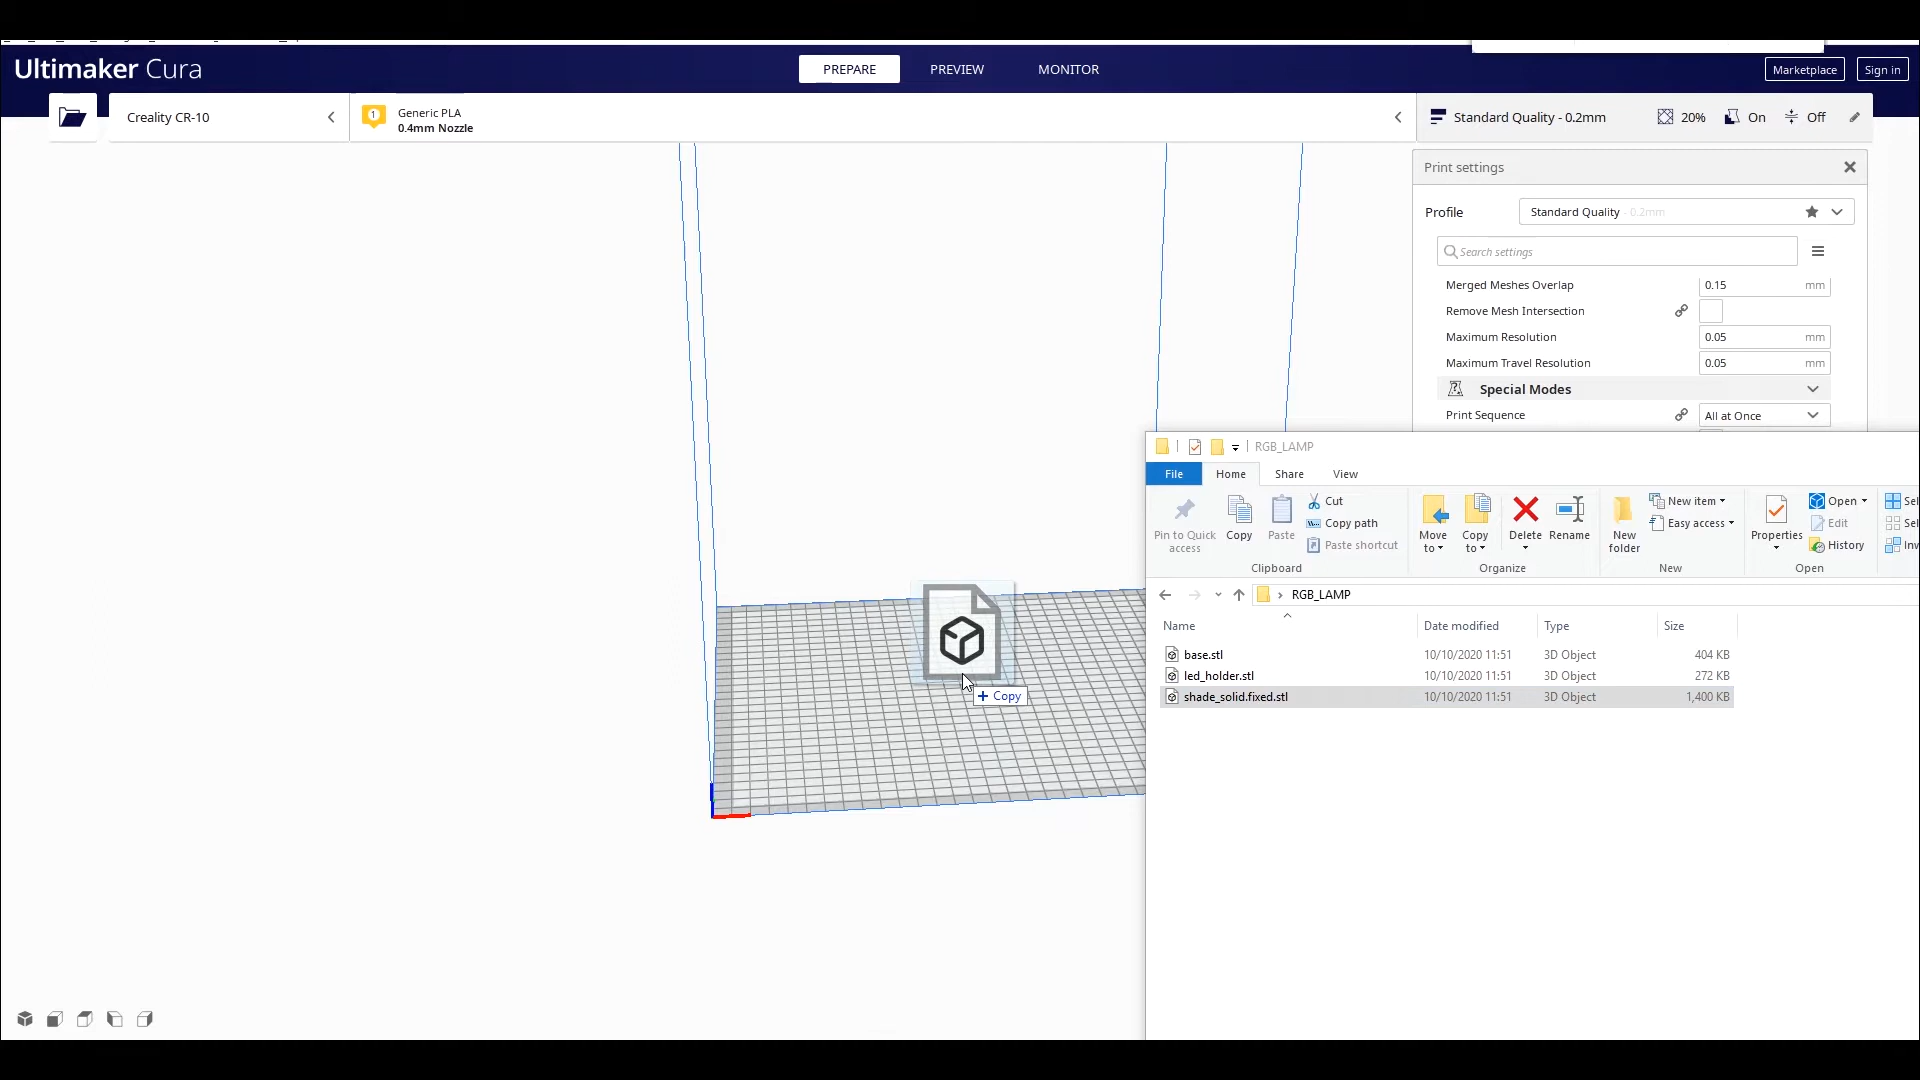 Ultimaker Cura
PREPARE
PREVIEW
MONITOR
Marketplace
Sign in
Creality CR-10
1
Generic PLA
0.4mm Nozzle
Standard Quality - 0.2mm
20%
On
Off
Print settings
Profile
Standard Quality - 0.2mm
Search settings
Merged Meshes Overlap
0.15 mm
Remove Mesh Intersection
Maximum Resolution
0.05 mm
Maximum Travel Resolution
0.05 mm
Special Modes
Print Sequence
All at Once
RGB_LAMP
File
Home
Share
View
Pin to Quick access
Copy
Paste
Cut
Copy path
Paste shortcut
Clipboard
Move to
Copy to
Delete
Rename
Organize
New folder
New item
Easy access
New
Properties
Open
Edit
History
Open
Sel
Sel
Inv
RGB_LAMP
Name
Date modified
Type
Size
base.stl
10/10/2020 11:51
3D Object
404 KB
led_holder.stl
10/10/2020 11:51
3D Object
272 KB
shade_solid.fixed.stl
10/10/2020 11:51
3D Object
1,400 KB
+ Copy